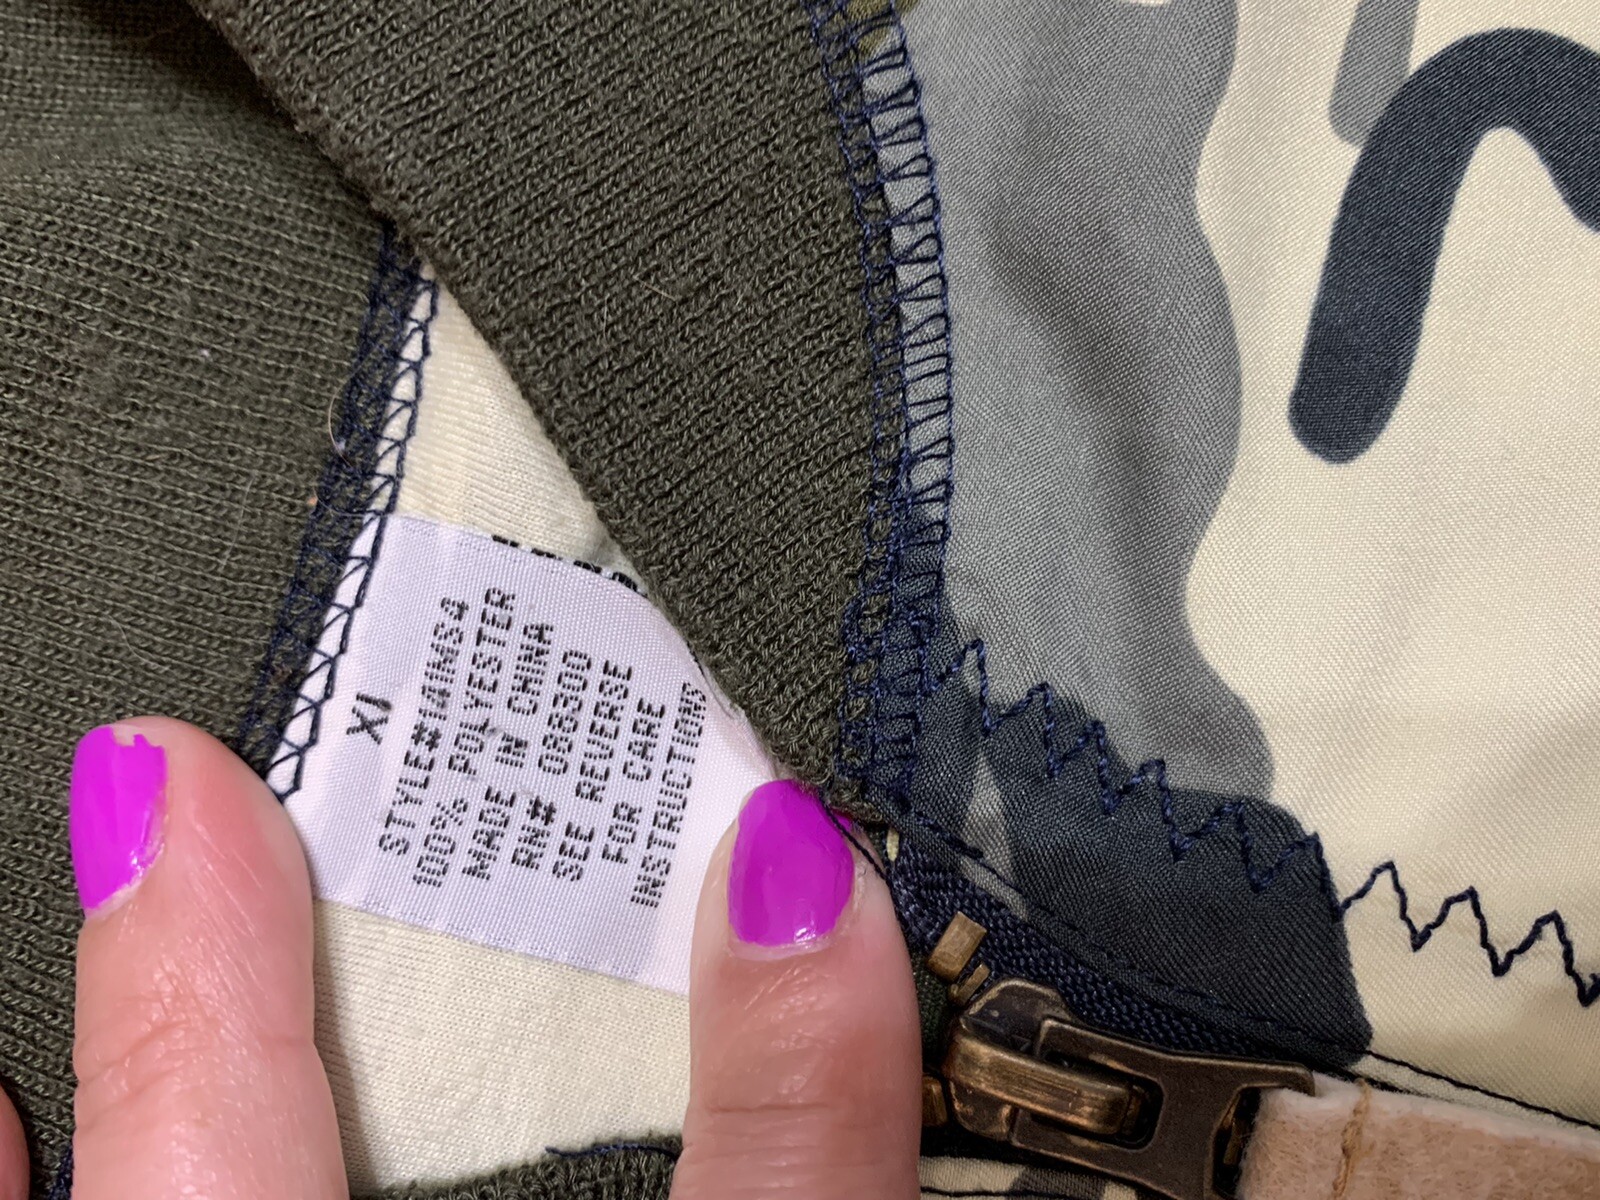 XL
STYLE#141MS4
100% POLYESTER
MADE IN CHINA
RN# 088300
SEE REVERSE
FOR CARE
INSTRUCTIONS